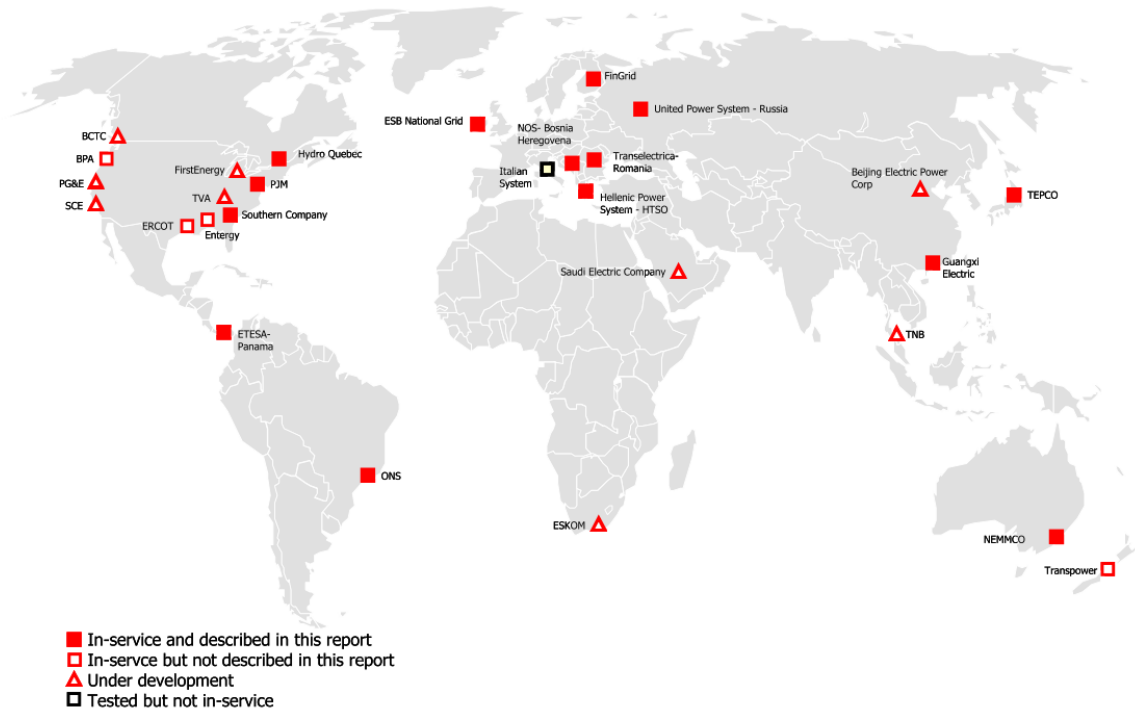 FinGrid
United Power System - Russia
ESB National Grid
NOS- Bosnia
Heregovena
BCTC
BPA
Hydro Quebec
FirstEnergy
Transelectrica-
Romania
Italian
System
Beijing Electric Power
Corp
PG&E
PJM
TVA
SCE
Hellenic Power
System - HTSO
TEPCO
Southern Company
ERCOT
Entergy
Saudi Electric Company
Guangxi
Electric
ETESA-
Panama
TNB
ONS
ESKOM
NEMMCO
Transpower
In-service and described in this report
In-servce but not described in this report
Under development
Tested but not in-service